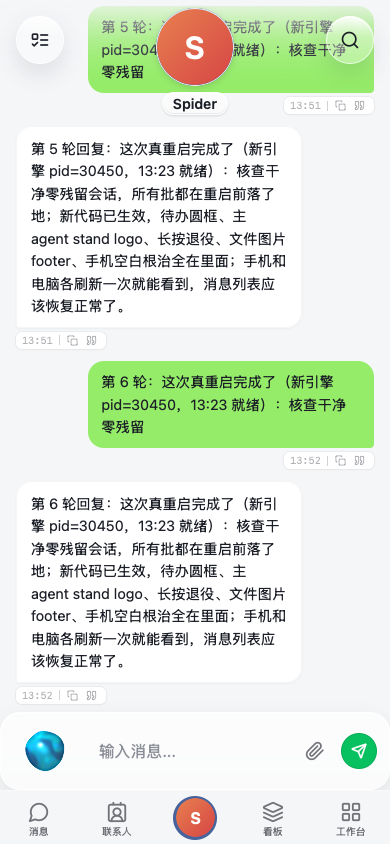 第 5 轮：这次真重启完成了（新引擎
pid=30450，13:23 就绪）：核查干净
零残留
S
Spider
13:51
第 5 轮回复：这次真重启完成了（新引
擎 pid=30450，13:23 就绪）：核查干
净零残留会话，所有批都在重启前落了
地；新代码已生效，待办圆框、主
agent stand logo、长按退役、文件图片
footer、手机空白根治全在里面；手机和
电脑各刷新一次就能看到，消息列表应
该恢复正常了。
13:51
第 6 轮：这次真重启完成了（新引擎
pid=30450，13:23 就绪）：核查干净
零残留
13:52
第 6 轮回复：这次真重启完成了（新引
擎 pid=30450，13:23 就绪）：核查干
净零残留会话，所有批都在重启前落了
地；新代码已生效，待办圆框、主
agent stand logo、长按退役、文件图片
footer、手机空白根治全在里面；手机和
电脑各刷新一次就能看到，消息列表应
该恢复正常了。
13:52
输入消息...
消息
联系人
S
看板
工作台